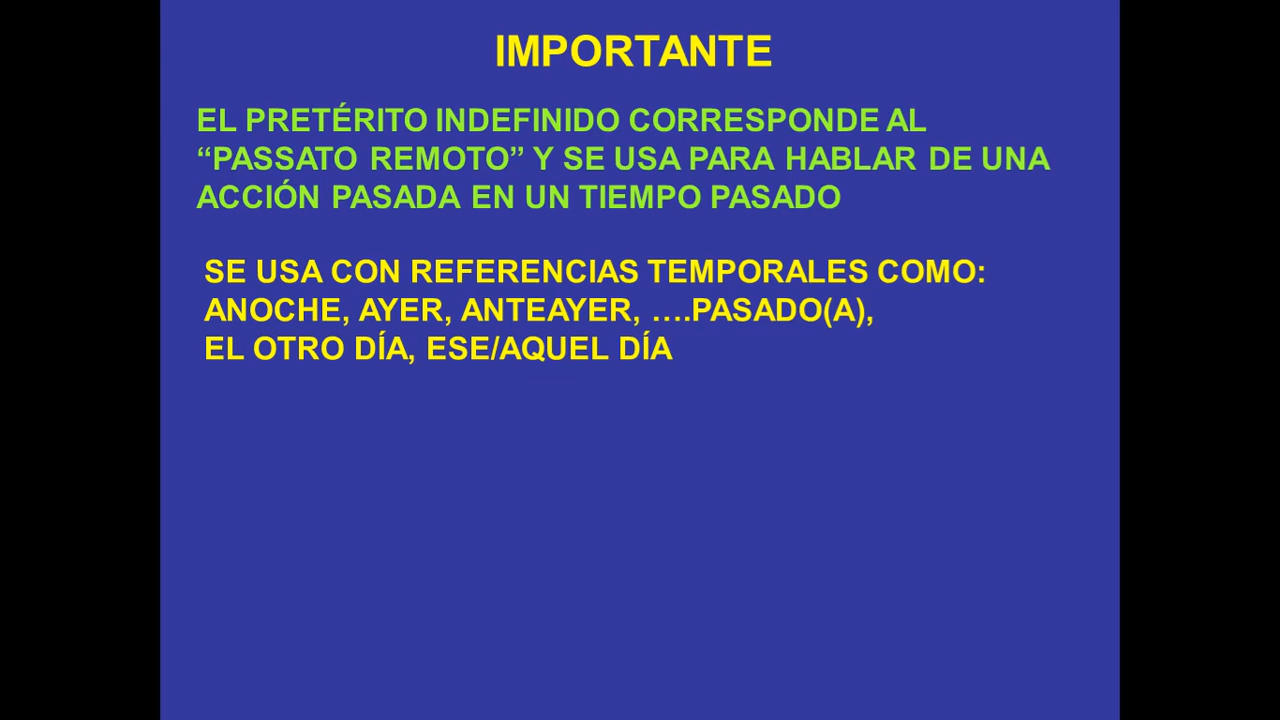 IMPORTANTE
EL PRETÉRITO INDEFINIDO CORRESPONDE AL
“PASSATO REMOTO” Y SE USA PARA HABLAR DE UNA
ACCIÓN PASADA EN UN TIEMPO PASADO
SE USA CON REFERENCIAS TEMPORALES COMO:
ANOCHE, AYER, ANTEAYER, ….PASADO(A),
EL OTRO DÍA, ESE/AQUEL DÍA